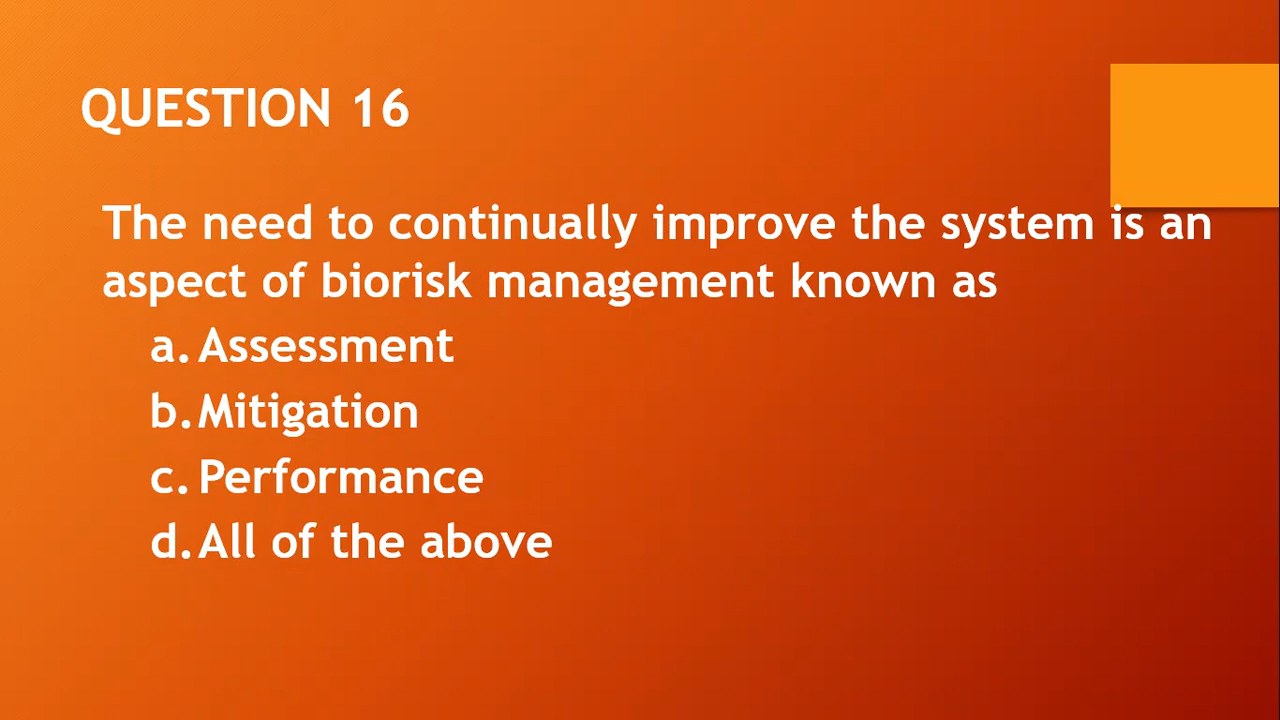 QUESTION 16
The need to continually improve the system is an
aspect of biorisk management known as
a. Assessment
b. Mitigation
c. Performance
d. All of the above